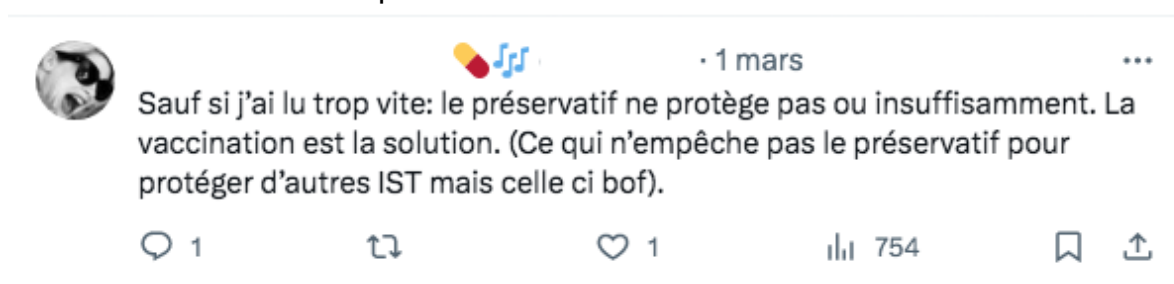 · 1 mars
Sauf si j’ai lu trop vite: le préservatif ne protège pas ou insuffisamment. La
vaccination est la solution. (Ce qui n’empêche pas le préservatif pour
protéger d’autres IST mais celle ci bof).
1
1
754